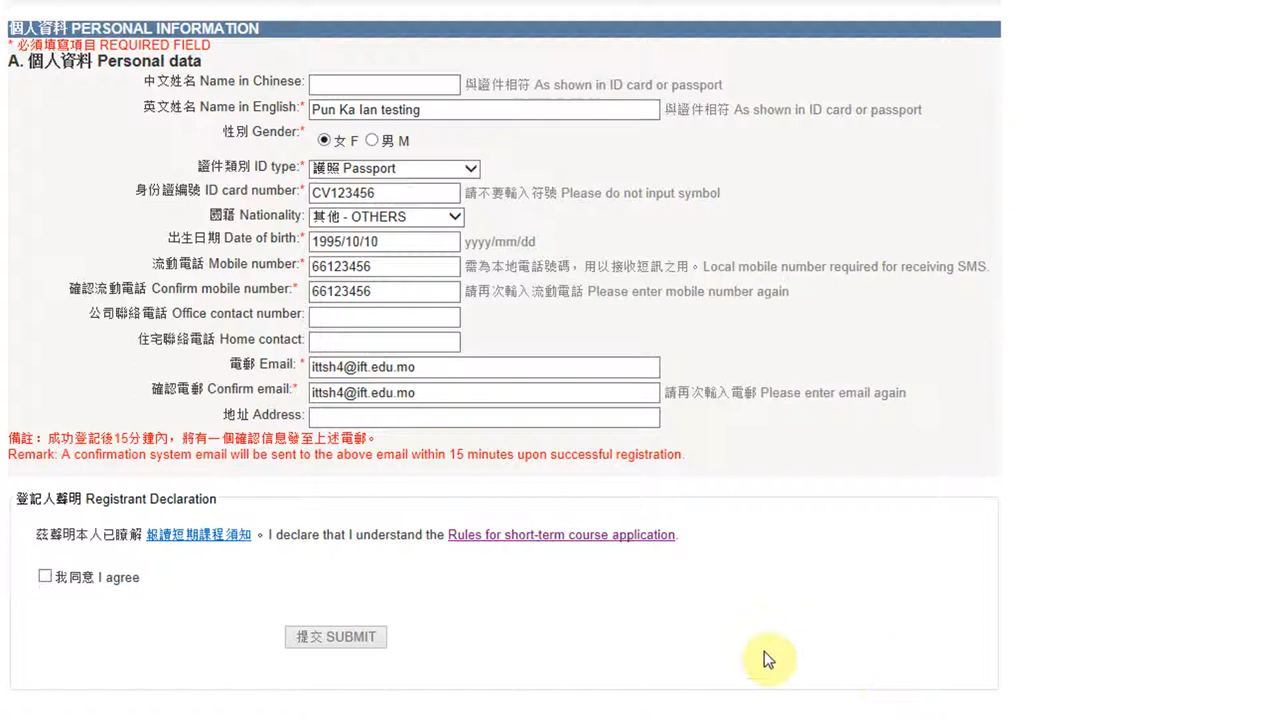 個人資料 PERSONAL INFORMATION
* 必須填寫項目 REQUIRED FIELD
A. 個人資料 Personal data
中文姓名 Name in Chinese: 與證件相符 As shown in ID card or passport
英文姓名 Name in English:* Pun Ka Ian testing 與證件相符 As shown in ID card or passport
性別 Gender:* 女 F 男 M
證件類別 ID type:* 護照 Passport
身份證編號 ID card number:* CV123456 請不要輸入符號 Please do not input symbol
國籍 Nationality: 其他 - OTHERS
出生日期 Date of birth:* 1995/10/10 yyyy/mm/dd
流動電話 Mobile number:* 66123456 需為本地電話號碼，用以接收短訊之用。Local mobile number required for receiving SMS.
確認流動電話 Confirm mobile number:* 66123456 請再次輸入流動電話 Please enter mobile number again
公司聯絡電話 Office contact number:
住宅聯絡電話 Home contact:
電郵 Email: * ittsh4@ift.edu.mo
確認電郵 Confirm email:* ittsh4@ift.edu.mo 請再次輸入電郵 Please enter email again
地址 Address:
備註：成功登記後15分鐘內，將有一個確認信息發至上述電郵。
Remark: A confirmation system email will be sent to the above email within 15 minutes upon successful registration.
登記人聲明 Registrant Declaration
茲聲明本人已瞭解 報讀短期課程須知 。I declare that I understand the Rules for short-term course application.
我同意 I agree
提交 SUBMIT